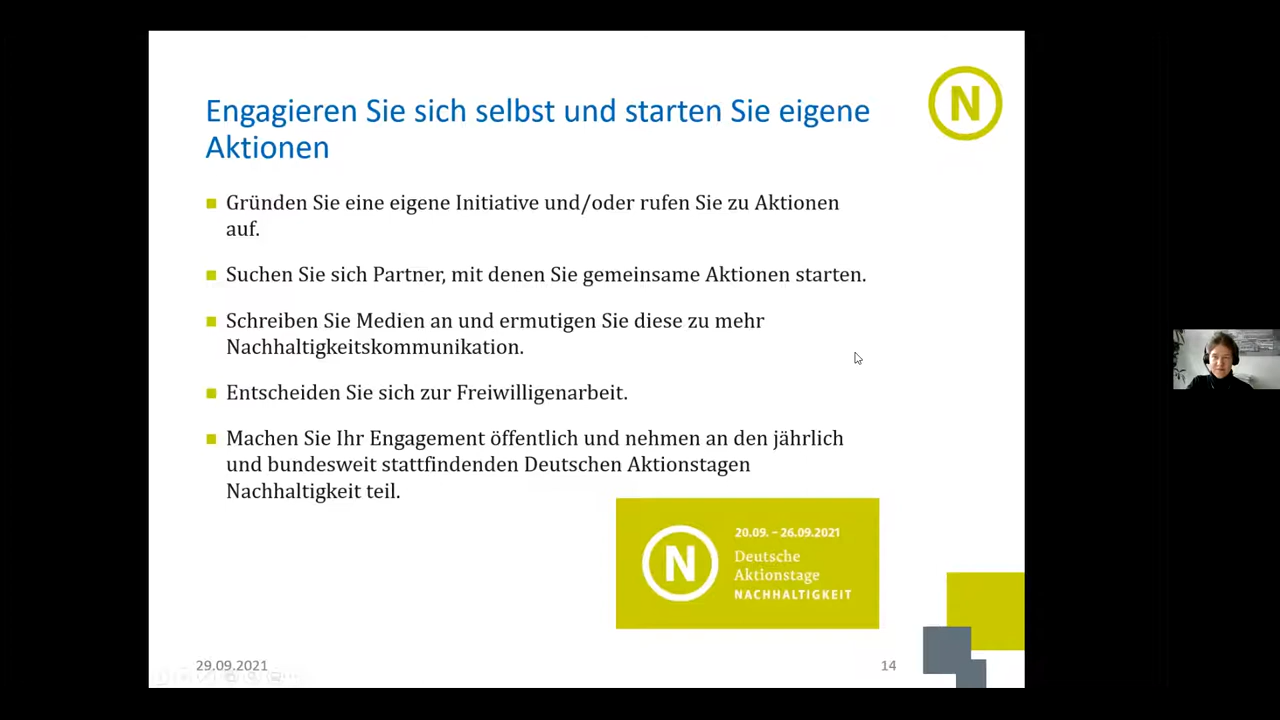 Engagieren Sie sich selbst und starten Sie eigene
Aktionen
N
Gründen Sie eine eigene Initiative und/oder rufen Sie zu Aktionen
auf.
Suchen Sie sich Partner, mit denen Sie gemeinsame Aktionen starten.
Schreiben Sie Medien an und ermutigen Sie diese zu mehr
Nachhaltigkeitskommunikation.
Entscheiden Sie sich zur Freiwilligenarbeit.
Machen Sie Ihr Engagement öffentlich und nehmen an den jährlich
und bundesweit stattfindenden Deutschen Aktionstagen
Nachhaltigkeit teil.
N
20.09. – 26.09.2021
Deutsche
Aktionstage
NACHHALTIGKEIT
29.09.2021
14